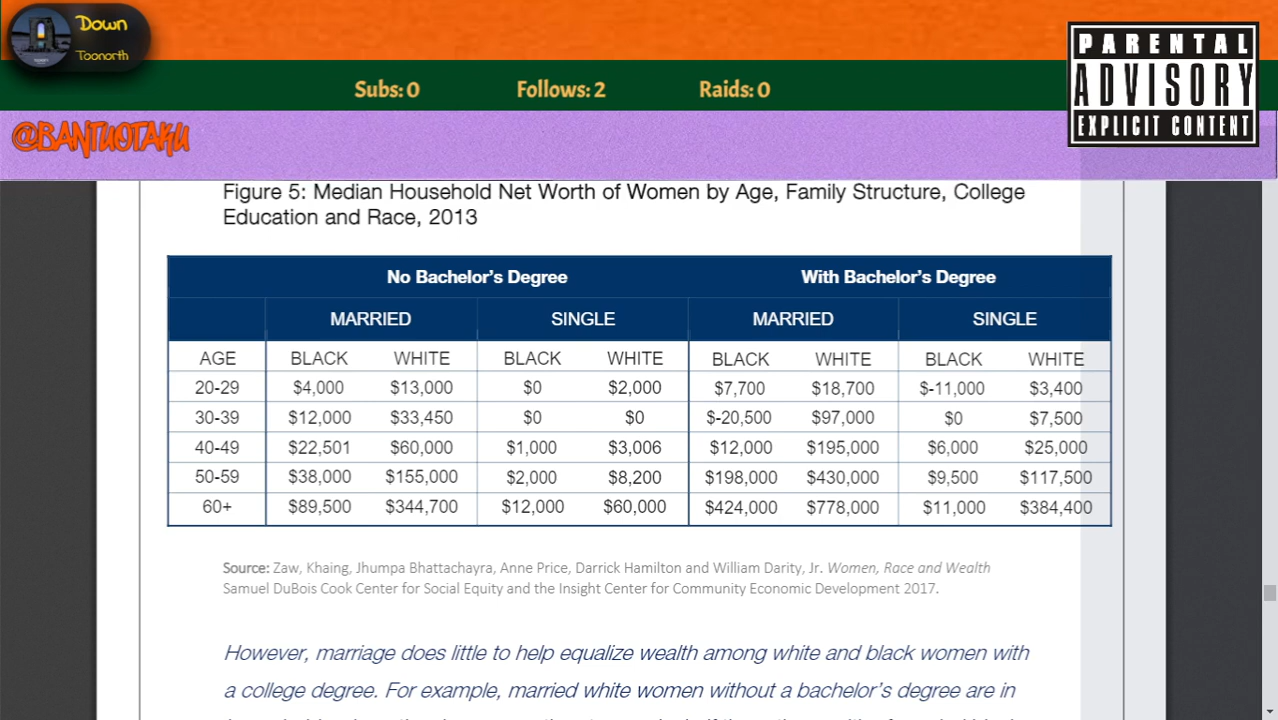 Down
Toonorth
Subs: 0 Follows: 2 Raids: 0
PARENTAL
ADVISORY
EXPLICIT CONTENT
@BANTUOTAKU
Figure 5: Median Household Net Worth of Women by Age, Family Structure, College
Education and Race, 2013
No Bachelor's Degree With Bachelor's Degree
MARRIED SINGLE MARRIED SINGLE
AGE BLACK WHITE BLACK WHITE BLACK WHITE BLACK WHITE
20-29 $4,000 $13,000 $0 $2,000 $7,700 $18,700 $-11,000 $3,400
30-39 $12,000 $33,450 $0 $0 $-20,500 $97,000 $0 $7,500
40-49 $22,501 $60,000 $1,000 $3,006 $12,000 $195,000 $6,000 $25,000
50-59 $38,000 $155,000 $2,000 $8,200 $198,000 $430,000 $9,500 $117,500
60+ $89,500 $344,700 $12,000 $60,000 $424,000 $778,000 $11,000 $384,400
Source: Zaw, Khaing, Jhumpa Bhattachayra, Anne Price, Darrick Hamilton and William Darity, Jr. Women, Race and Wealth
Samuel DuBois Cook Center for Social Equity and the Insight Center for Community Economic Development 2017.
However, marriage does little to help equalize wealth among white and black women with
a college degree. For example, married white women without a bachelor's degree are in